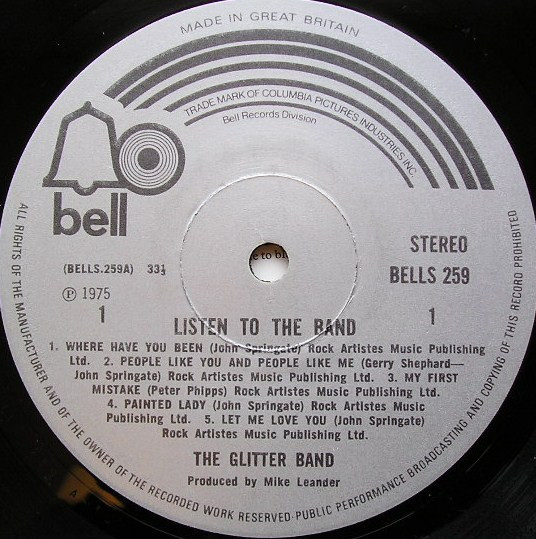 MADE IN GREAT BRITAIN
TRADE MARK OF COLUMBIA PICTURES INDUSTRIES, INC.
Bell Records Division
bell
STEREO
(BELLS.259A) 33⅓
BELLS 259
e to bl
Ⓟ 1975
1
1
LISTEN TO THE BAND
1. WHERE HAVE YOU BEEN (John Springate) Rock Artistes Music Publishing
Ltd. 2. PEOPLE LIKE YOU AND PEOPLE LIKE ME (Gerry Shephard—
John Springate) Rock Artistes Music Publishing Ltd. 3. MY FIRST
MISTAKE (Peter Phipps) Rock Artistes Music Publishing Ltd.
4. PAINTED LADY (John Springate) Rock Artistes Music
Publishing Ltd. 5. LET ME LOVE YOU (John Springate)
Rock Artistes Music Publishing Ltd.
THE GLITTER BAND
Produced by Mike Leander
ALL RIGHTS OF THE MANUFACTURER AND OF THE OWNER OF THE RECORDED WORK RESERVED·PUBLIC PERFORMANCE BROADCASTING AND COPYING OF THIS RECORD PROHIBITED
4